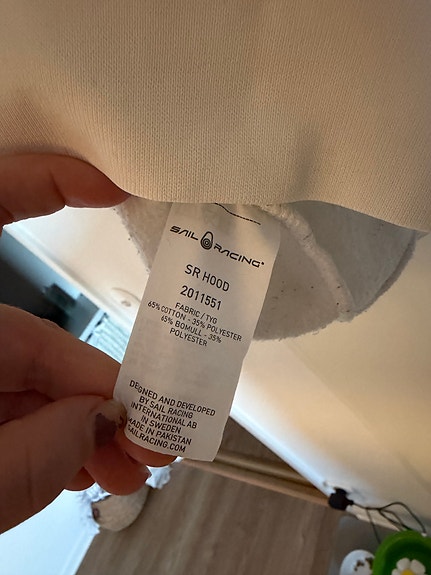 SAIL RACING®
SR HOOD
2011551
FABRIC / TYG
65% COTTON - 35% POLYESTER
65% BOMULL - 35%
POLYESTER
DESIGNED AND DEVELOPED
BY SAIL RACING
INTERNATIONAL AB
IN SWEDEN
MADE IN PAKISTAN
SAILRACING.COM